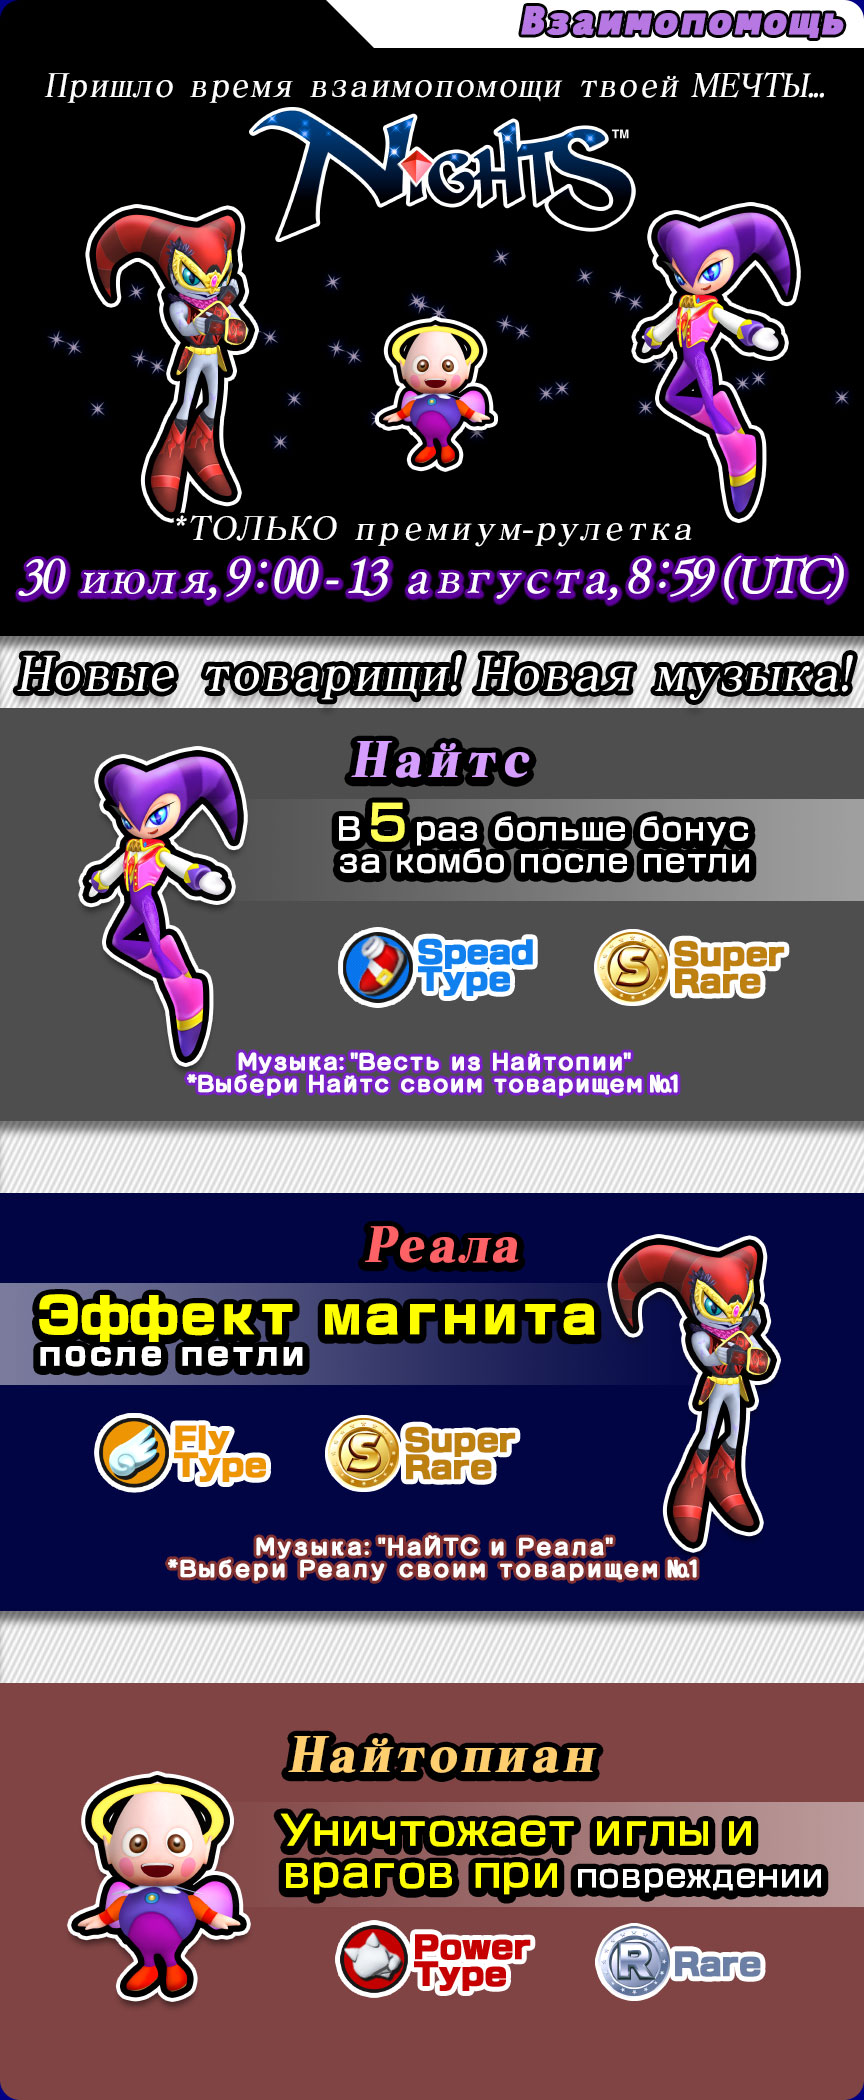 Взаимопомощь
Пришло время взаимопомощи твоей МЕЧТЫ...
NiGHTS™
*ТОЛЬКО премиум-рулетка
30 июля, 9:00 - 13 августа, 8:59 (UTC)
Новые товарищи! Новая музыка!
Найтс
В 5 раз больше бонус
за комбо после петли
Spead
Type
S
Super
Rare
Музыка: "Весть из Найтопии"
*Выбери Найтс своим товарищем №1
Реала
Эффект магнита
после петли
Fly
Type
S
Super
Rare
Музыка: "НаЙТС и Реала"
*Выбери Реалу своим товарищем №1
Найтопиан
Уничтожает иглы и
врагов при повреждении
Power
Type
R
Rare